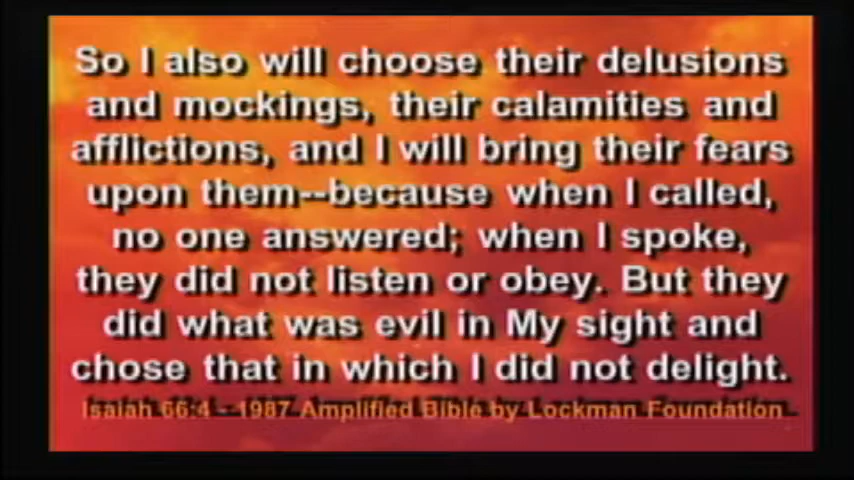 So I also will choose their delusions
and mockings, their calamities and
afflictions, and I will bring their fears
upon them--because when I called,
no one answered; when I spoke,
they did not listen or obey. But they
did what was evil in My sight and
chose that in which I did not delight.
Isaiah 66:4 - 1987 Amplified Bible by Lockman Foundation